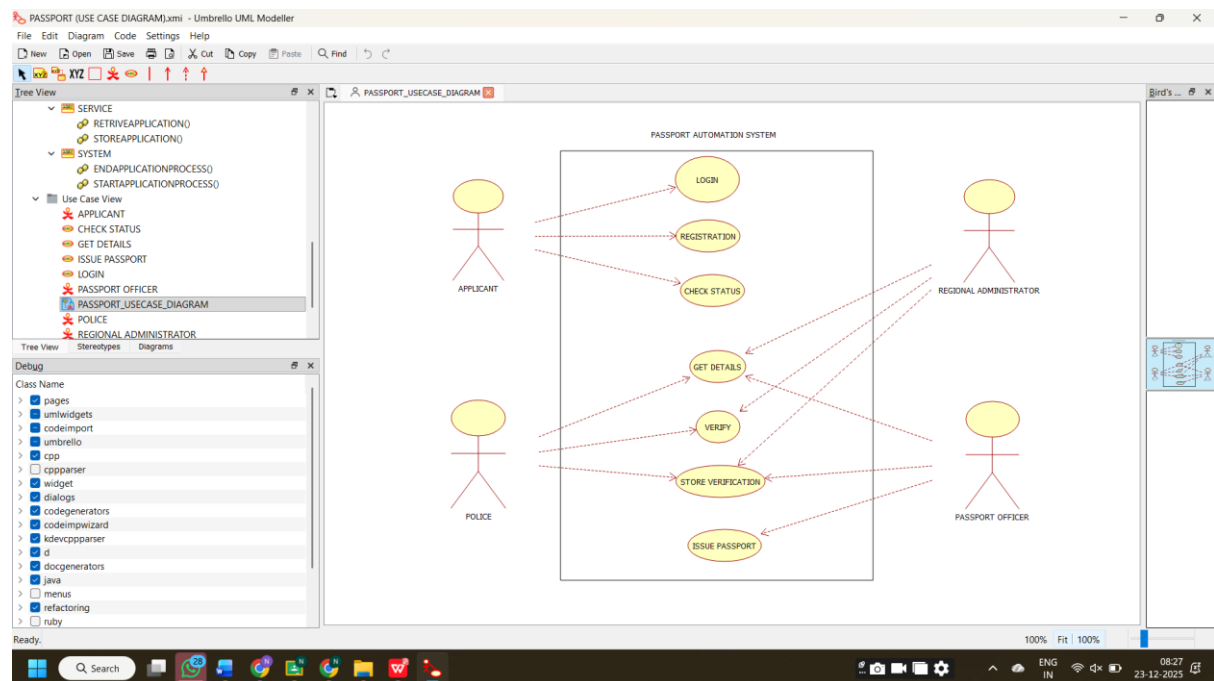 PASSPORT (USE CASE DIAGRAM).xmi - Umbrello UML Modeller
File Edit Diagram Code Settings Help
New Open Save Cut Copy Paste Find
XYZ XYZ
Tree View
SERVICE
RETRIVEAPPLICATION()
STOREAPPLICATION()
SYSTEM
ENDAPPLICATIONPROCESS()
STARTAPPLICATIONPROCESS()
Use Case View
APPLICANT
CHECK STATUS
GET DETAILS
ISSUE PASSPORT
LOGIN
PASSPORT OFFICER
PASSPORT_USECASE_DIAGRAM
POLICE
REGIONAL ADMINISTRATOR
Tree View Stereotypes Diagrams
Debug
Class Name
pages
umlwidgets
codeimport
umbrello
cpp
cppparser
widget
dialogs
codegenerators
codeimpwizard
kdevcppparser
d
docgenerators
java
menus
refactoring
ruby
PASSPORT_USECASE_DIAGRAM
PASSPORT AUTOMATION SYSTEM
LOGIN
REGISTRATION
CHECK STATUS
APPLICANT
REGIONAL ADMINISTRATOR
GET DETAILS
VERIFY
STORE VERIFICATION
POLICE
PASSPORT OFFICER
ISSUE PASSPORT
Bird's ...
Ready.
100% Fit 100%
Search
28
ENG
IN
08:27
23-12-2025